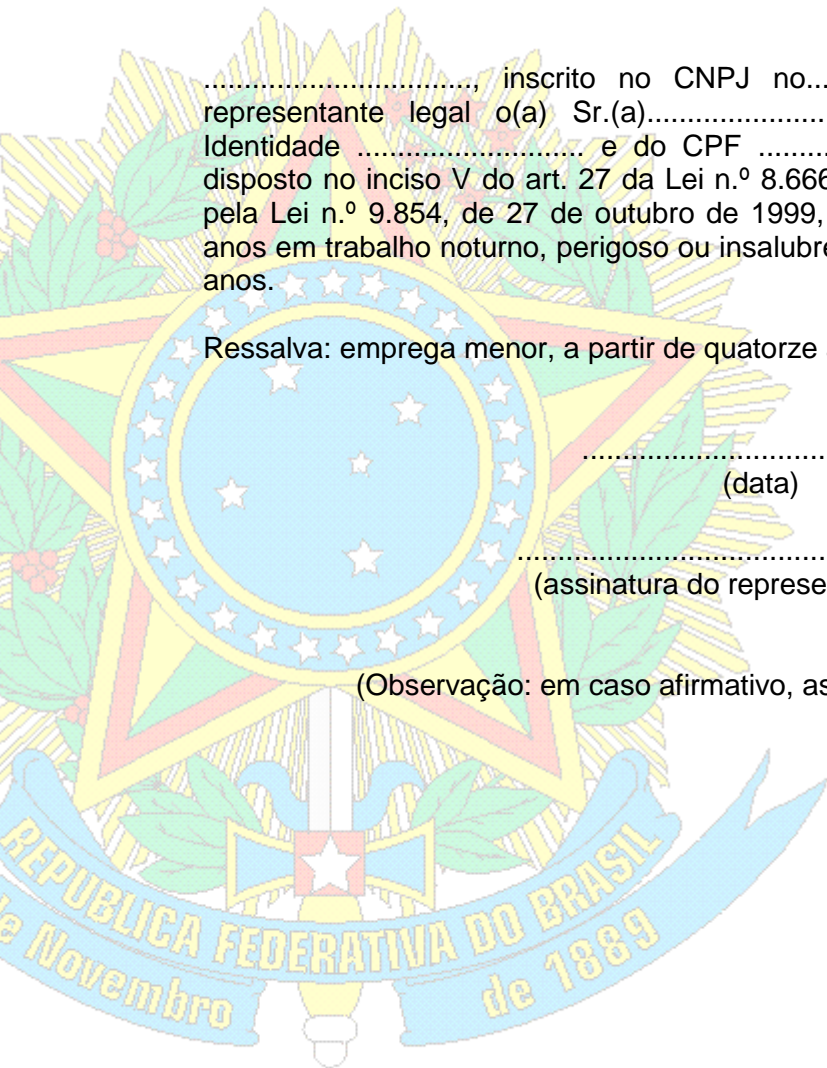 ................................., inscrito no CNPJ no...
representante legal o(a) Sr.(a)......................
Identidade ............................ e do CPF ..........
disposto no inciso V do art. 27 da Lei n.º 8.666
pela Lei n.º 9.854, de 27 de outubro de 1999,
anos em trabalho noturno, perigoso ou insalubre
anos.
Ressalva: emprega menor, a partir de quatorze
..............................
(data)
......................................
(assinatura do represe
(Observação: em caso afirmativo, as
REPUBLICA FEDERATIVA DO BRASIL
de Novembro de 1889